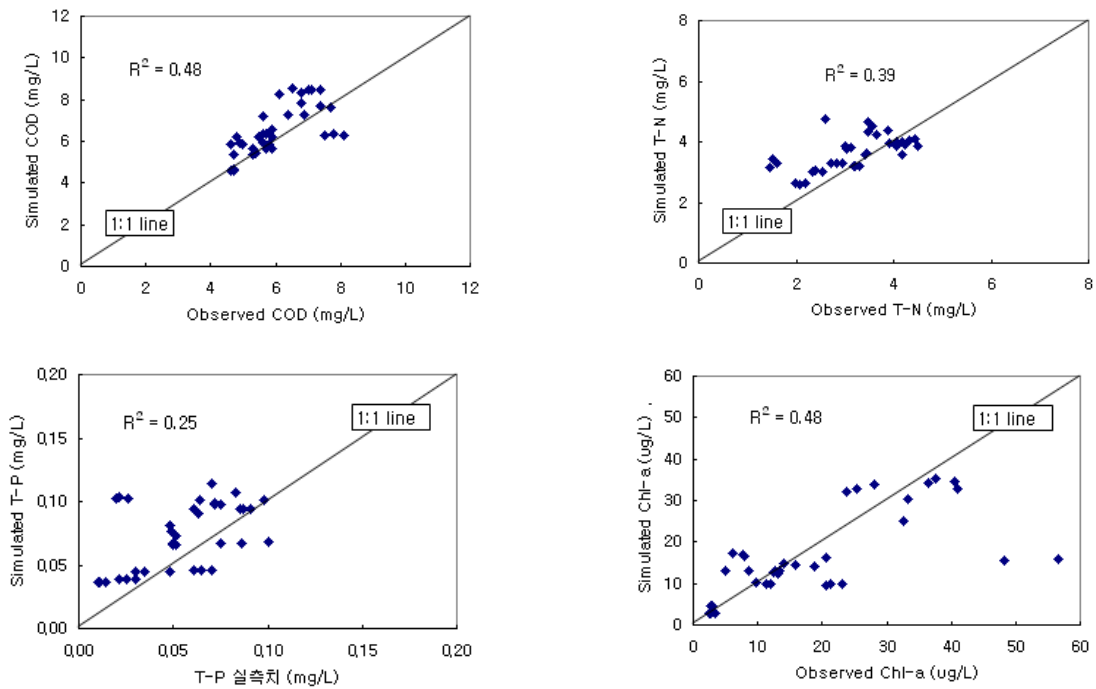 12
10
8
6
4
2
0
Simulated COD (mg/L)
R² = 0.48
1:1 line
0 2 4 6 8 10 12
Observed COD (mg/L)
8
6
4
2
0
Simulated T-N (mg/L)
R² = 0.39
1:1 line
0 2 4 6 8
Observed T-N (mg/L)
0,20
0,15
0,10
0,05
0,00
Simulated T-P (mg/L)
R² = 0.25
1:1 line
0,00 0,05 0,10 0,15 0,20
T-P 실측치 (mg/L)
60
50
40
30
20
10
0
Simulated Chl-a (ug/L) .
R² = 0.48
1:1 line
0 10 20 30 40 50 60
Observed Chl-a (ug/L)